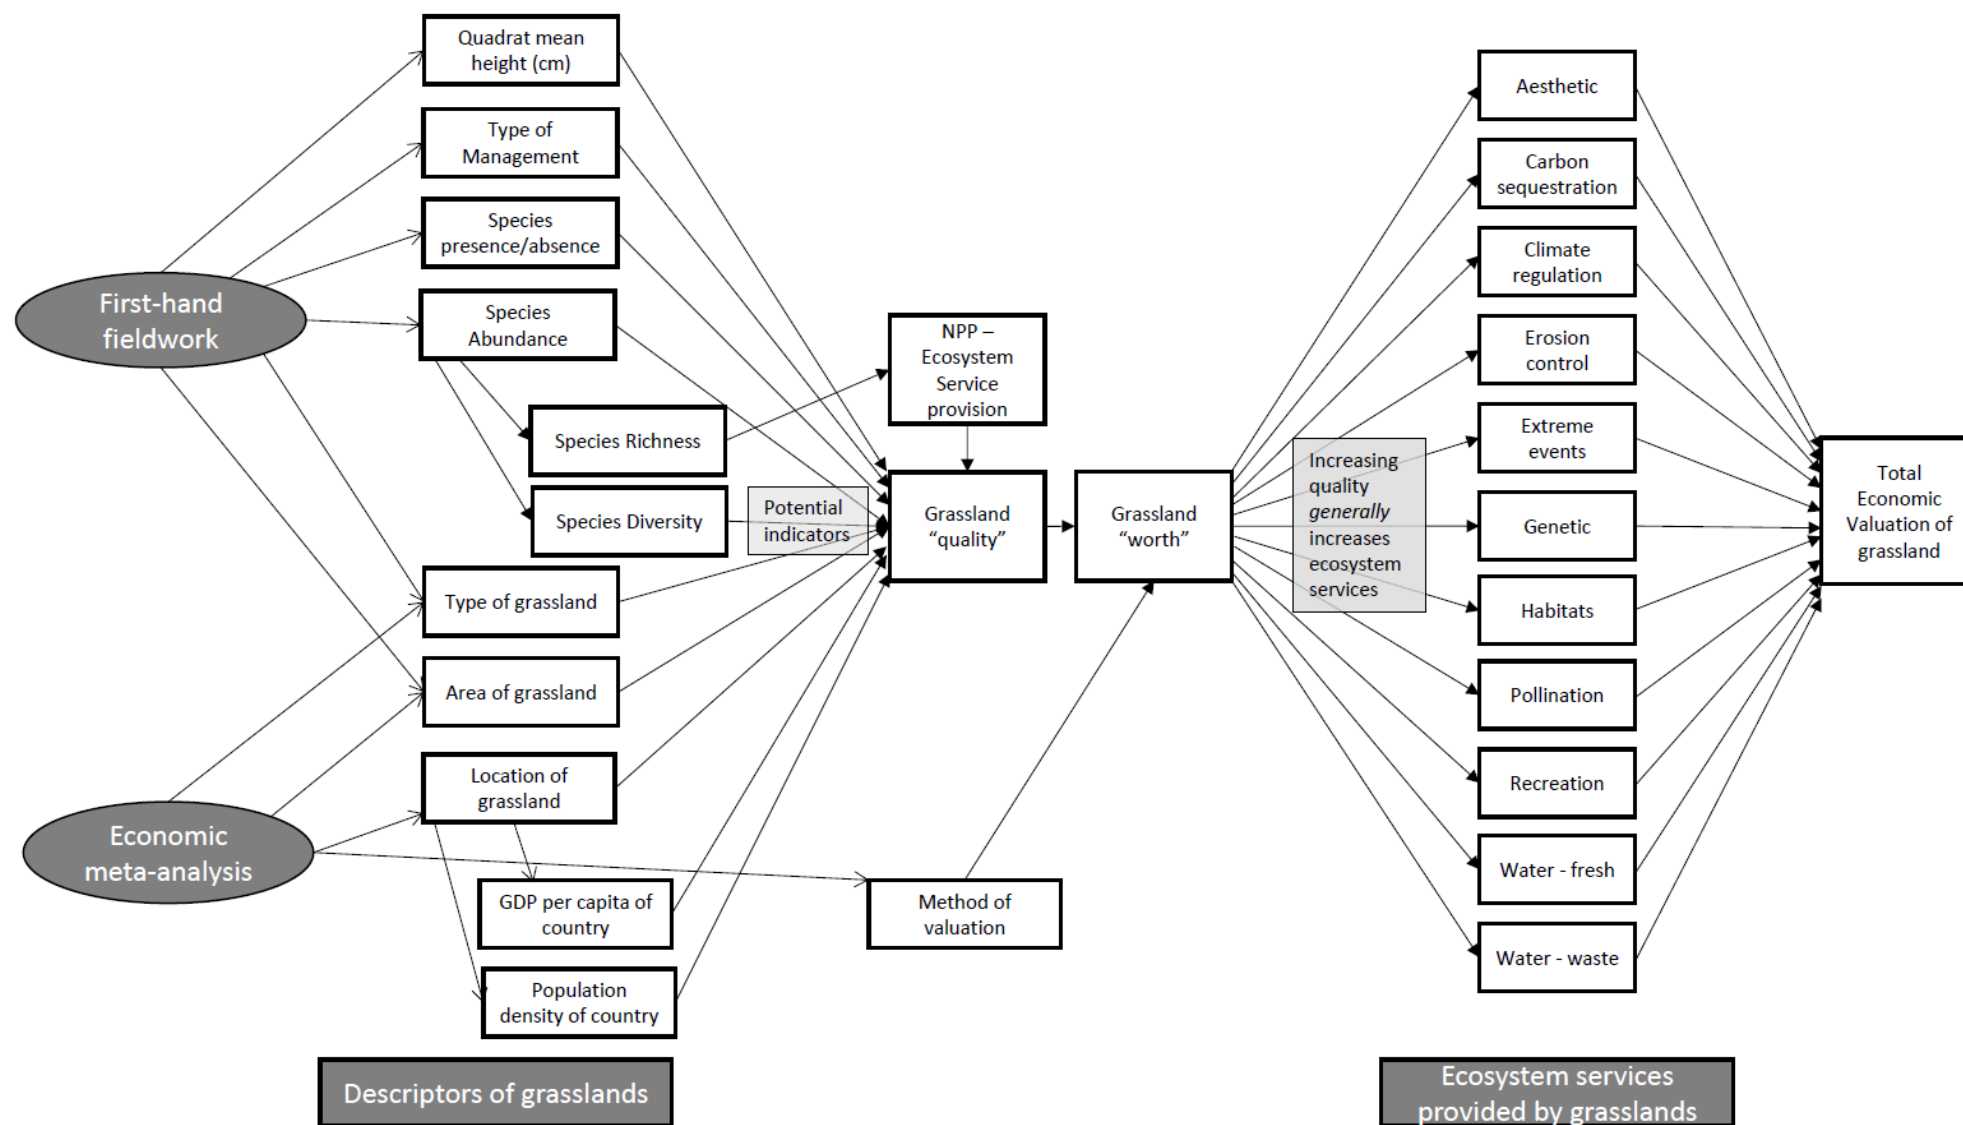 Quadrat mean
height (cm)
Type of
Management
Species
presence/absence
First-hand
fieldwork
Species
Abundance
Species Richness
Species Diversity
Type of grassland
Area of grassland
Location of
grassland
Economic
meta-analysis
GDP per capita of
country
Population
density of country
Descriptors of grasslands
NPP –
Ecosystem
Service
provision
Potential
indicators
Grassland
“quality”
Grassland
“worth”
Method of
valuation
Increasing
quality
generally
increases
ecosystem
services
Aesthetic
Carbon
sequestration
Climate
regulation
Erosion
control
Extreme
events
Genetic
Habitats
Pollination
Recreation
Water - fresh
Water - waste
Total
Economic
Valuation of
grassland
Ecosystem services
provided by grasslands